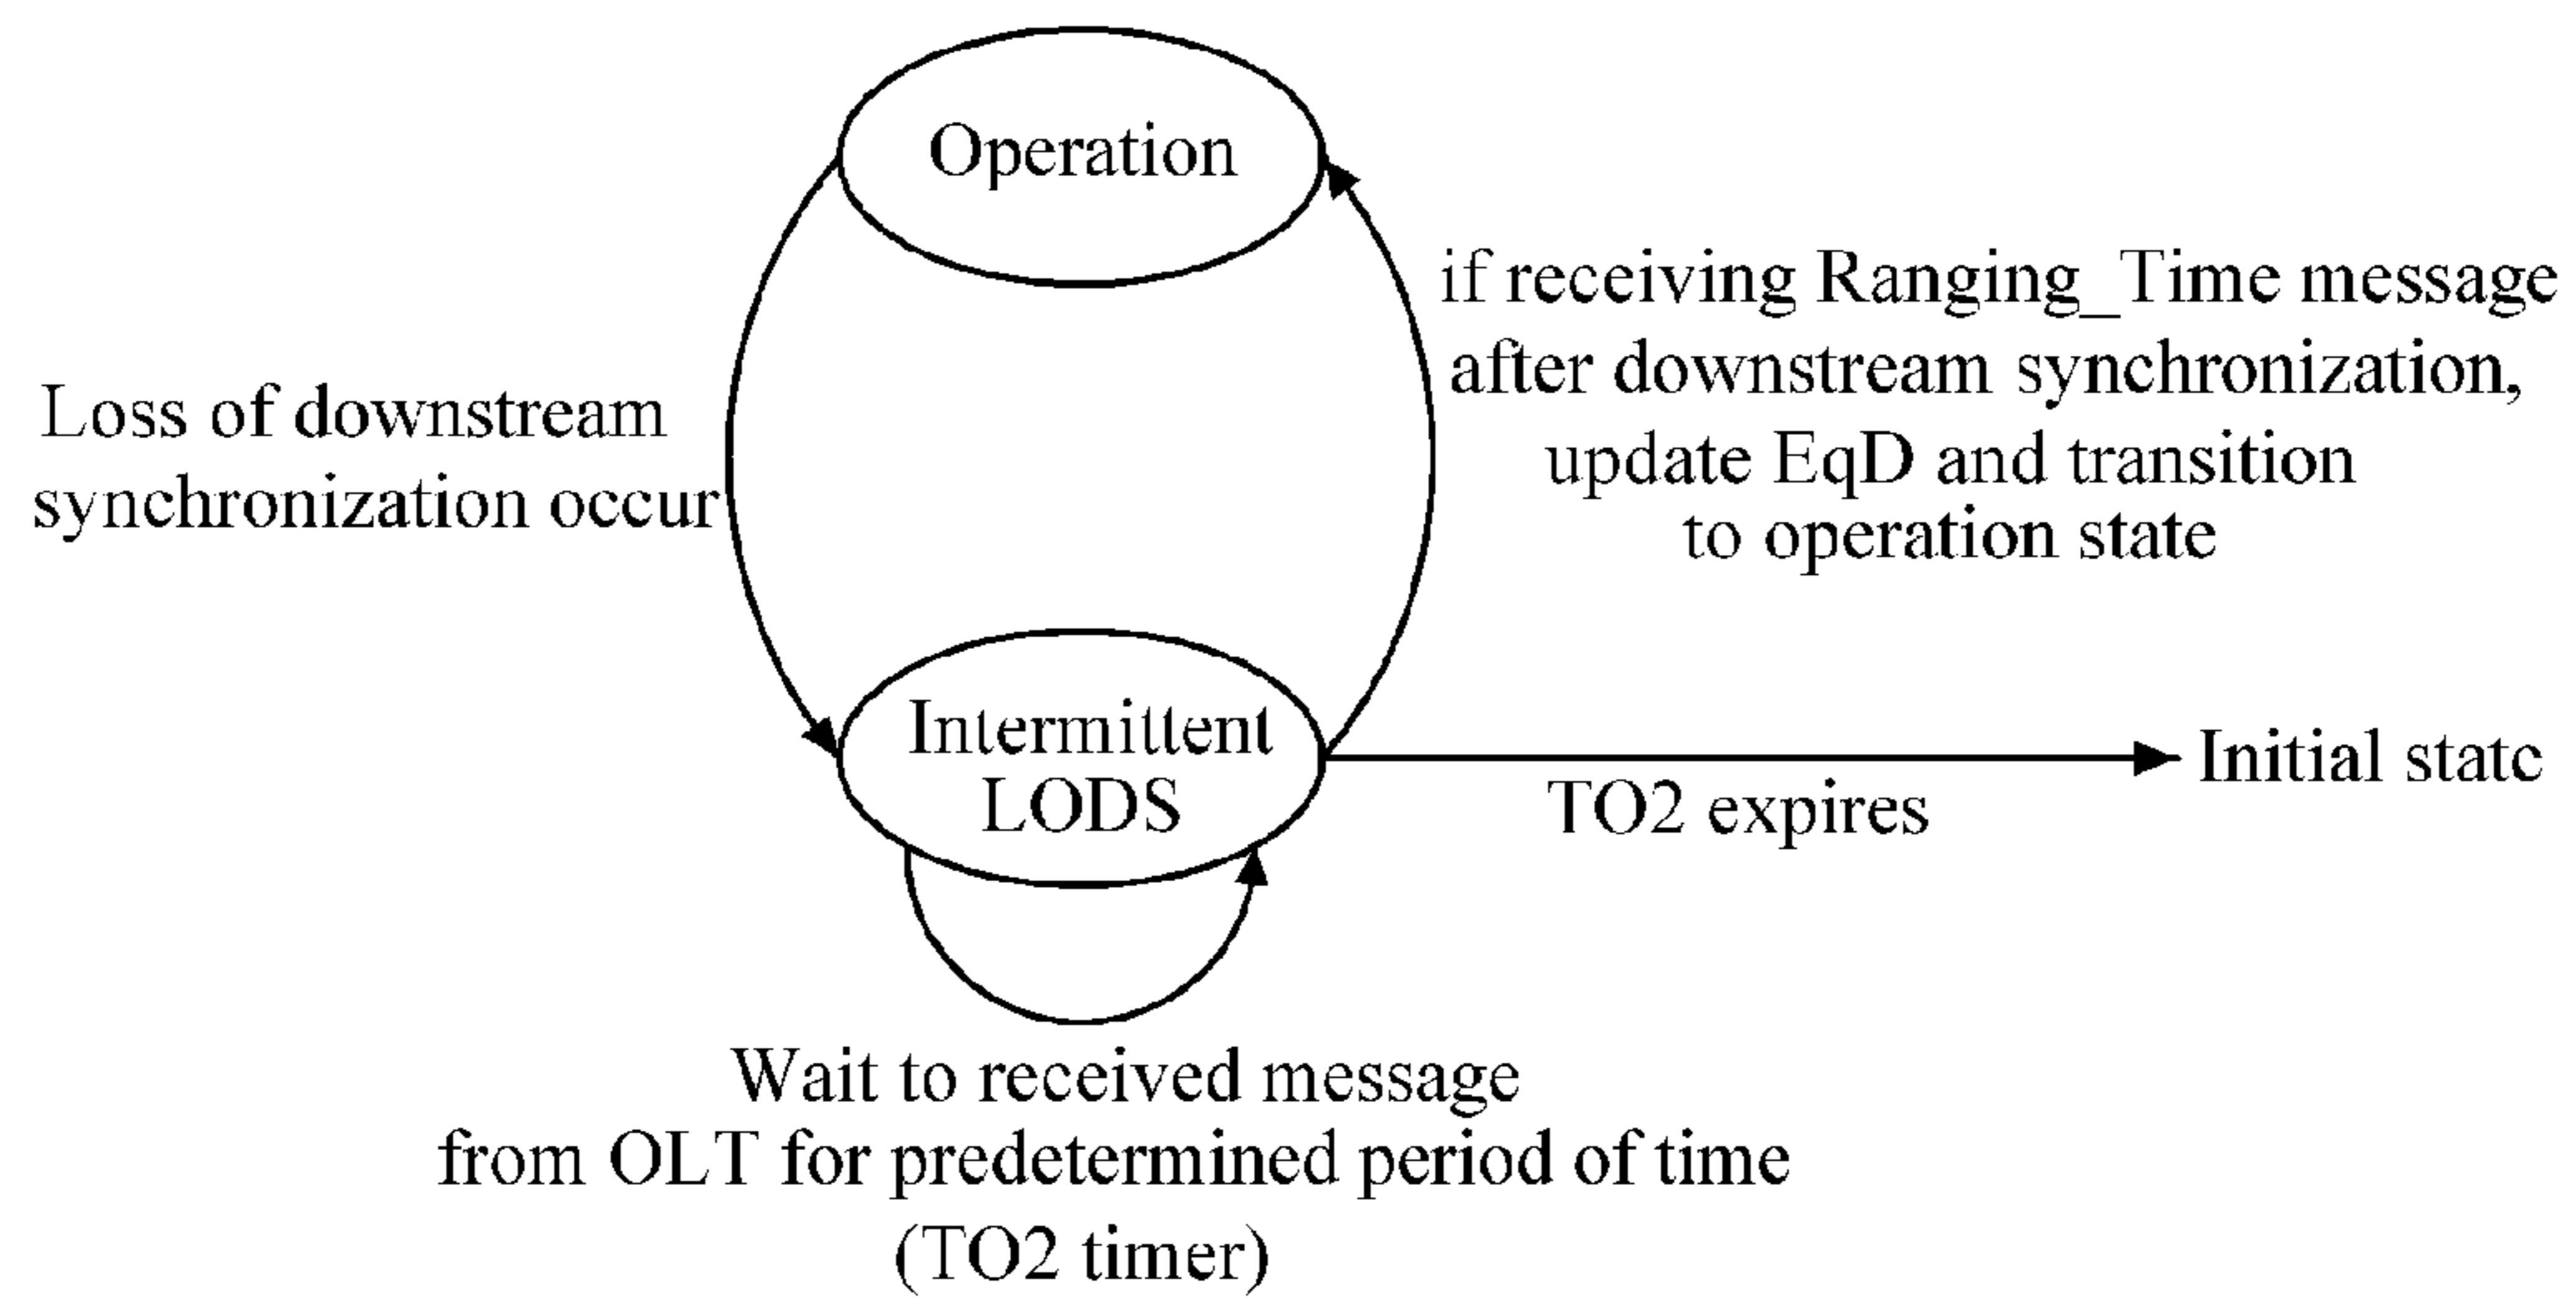 Operation
Loss of downstream
synchronization occur
if receiving Ranging_Time message
after downstream synchronization,
update EqD and transition
to operation state
Intermittent
LODS
Initial state
TO2 expires
Wait to received message
from OLT for predetermined period of time
(TO2 timer)